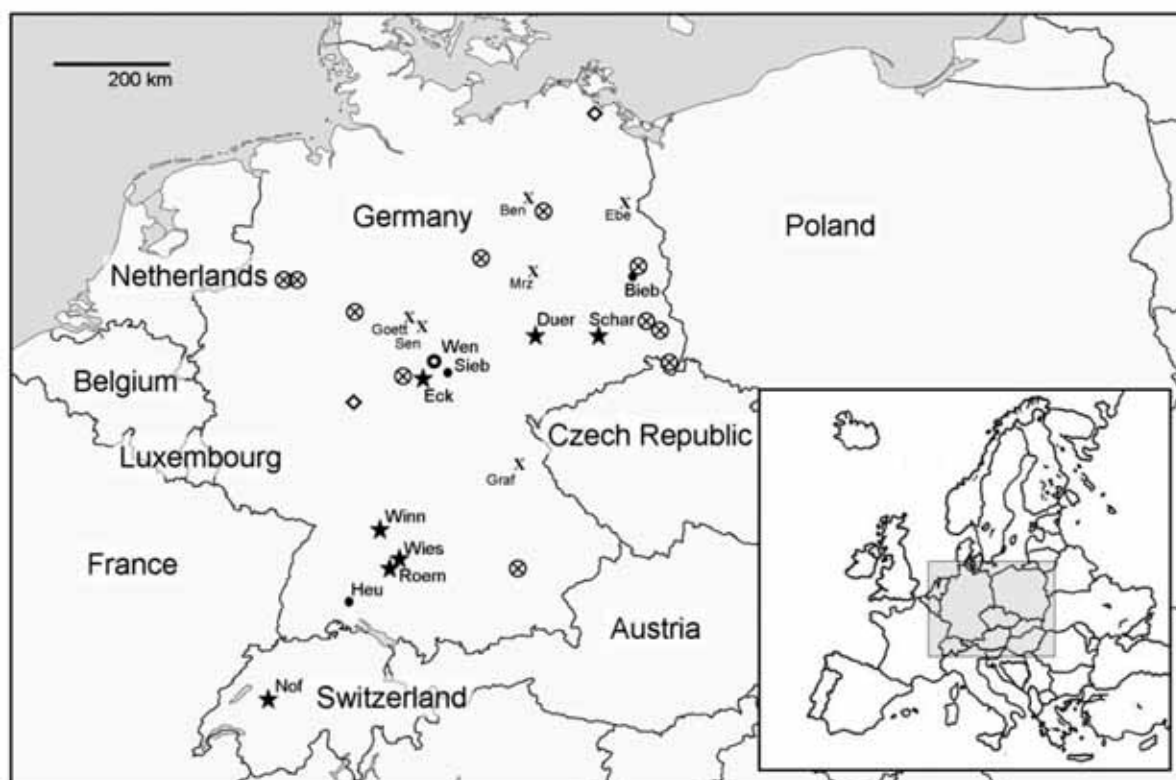 200 km
Ben
Ebe
Germany
Poland
Netherlands
Mrz
Bieb
Duer
Schar
Goett
Sen
Wen
Sieb
Belgium
Eck
Czech Republic
Luxembourg
Graf
Winn
Wies
France
Roem
Heu
Austria
Nof
Switzerland